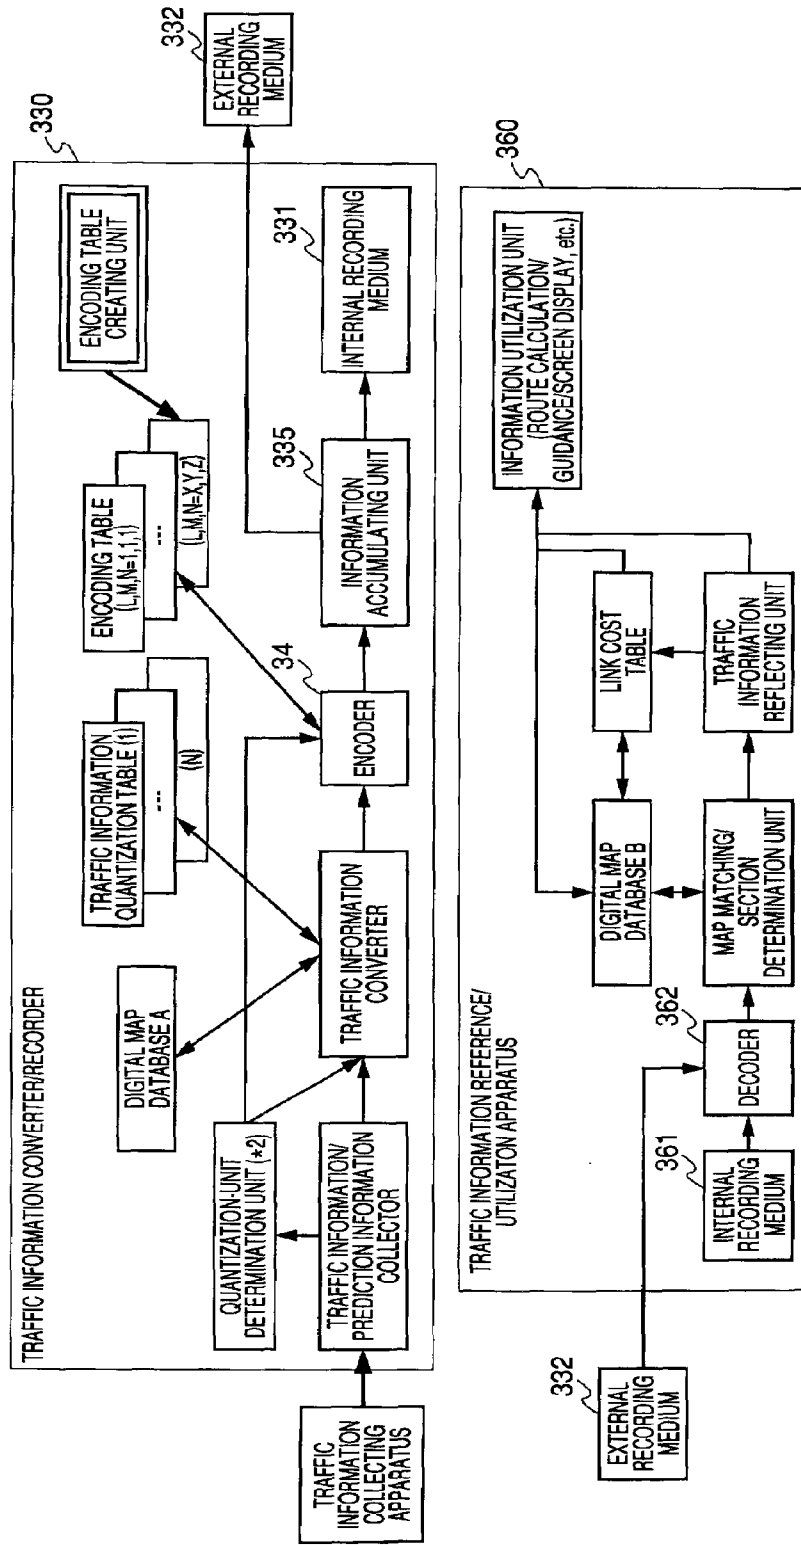 TRAFFIC INFORMATION CONVERTER/RECORDER
330
TRAFFIC
INFORMATION
COLLECTING
APPARATUS
TRAFFIC INFORMATION/
PREDICTION INFORMATION
COLLECTOR
QUANTIZATION-UNIT
DETERMINATION UNIT (*2)
DIGITAL MAP
DATABASE A
TRAFFIC INFORMATION
CONVERTER
TRAFFIC INFORMATION
QUANTIZATION TABLE (1)
---
(N)
34
ENCODER
ENCODING TABLE
(L,M,N=1,1,1)
---
(L,M,N=X,Y,Z)
ENCODING TABLE
CREATING UNIT
335
INFORMATION
ACCUMULATING UNIT
331
INTERNAL RECORDING
MEDIUM
332
EXTERNAL
RECORDING
MEDIUM
TRAFFIC INFORMATION REFERENCE/
UTILIZATON APPARATUS
360
332
EXTERNAL
RECORDING
MEDIUM
361
INTERNAL
RECORDING
MEDIUM
362
DECODER
MAP MATCHING/
SECTION
DETERMINATION UNIT
DIGITAL MAP
DATABASE B
LINK COST
TABLE
TRAFFIC
INFORMATION
REFLECTING UNIT
INFORMATION UTILIZATION UNIT
(ROUTE CALCULATION/
GUIDANCE/SCREEN DISPLAY, etc.)